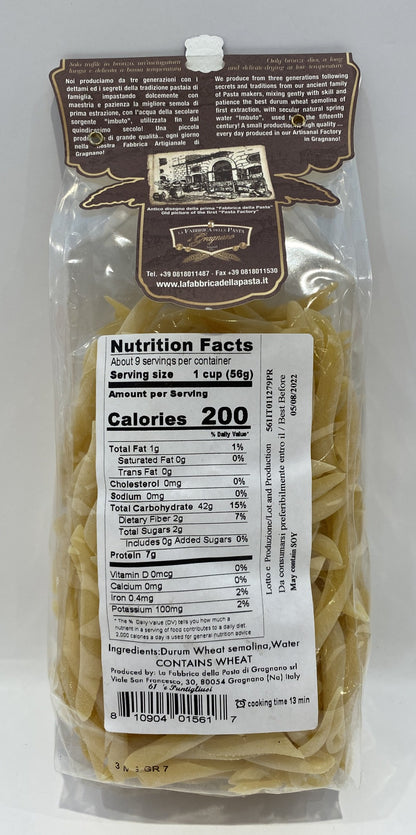 Solo trafile in bronzo, un'essiccazione
lunga e delicata a bassa temperatura
Only bronze dies, a long
and delicate drying at low temperature
Noi produciamo da tre generazioni con i
dettami ed i segreti della tradizione pastaia di
famiglia, impastando dolcemente con
maestria e pazienza la migliore semola di
prima estrazione, con l'acqua della secolare
sorgente "imbuto", utilizzata fin dal
quindicesimo secolo! Una piccola
di grande qualità... ogni giorno
nella nostra Fabbrica Artigianale di
Gragnano!
We produce from three generations following
secrets and traditions from our ancient family
of Pasta makers, mixing gently with skill and
patience the best durum wheat semolina of
first extraction, with secular natural spring
water "Imbuto", used from the fifteenth
century! A small production high quality ...
every day produced in our Artisanal Factory
in Gragnano!
Antico disegno della prima "Fabbrica della Pasta"
Old picture of the first "Pasta Factory"
LA FABBRICA DELLA PASTA
di Gragnano
Tel. +39 0818011487 - Fax +39 0818011530
www.lafabbricadellapasta.it
Nutrition Facts
About 9 servings per container
Serving size 1 cup (56g)
Amount per Serving
Calories 200
% Daily Value*
Total Fat 1g 1%
Saturated Fat 0g 0%
Trans Fat 0g
Cholesterol 0mg 0%
Sodium 0mg 0%
Total Carbohydrate 42g 15%
Dietary Fiber 2g 7%
Total Sugars 2g
Includes 0g Added Sugars 0%
Protein 7g
Vitamin D 0mcg 0%
Calcium 0mg 0%
Iron 0.4mg 2%
Potassium 100mg 2%
* The % Daily Value (DV) tells you how much a
nutrient in a serving of food contributes to a daily diet.
2,000 calories a day is used for general nutrition advice
Ingredients:Durum Wheat semolina,Water
CONTAINS WHEAT
Produced by: La Fabbrica della Pasta di Gragnano srl
Viale San Francesco, 30, 80054 Gragnano (Na) Italy
61 'e Puntigliusi
8 10904 01561 7
cooking time 13 min
Lotto e Produzione/Lot and Production 561IT011279PR
Da consumarsi preferibilmente entro il / Best Before
05/08/2022
May contain SOY
GR 7